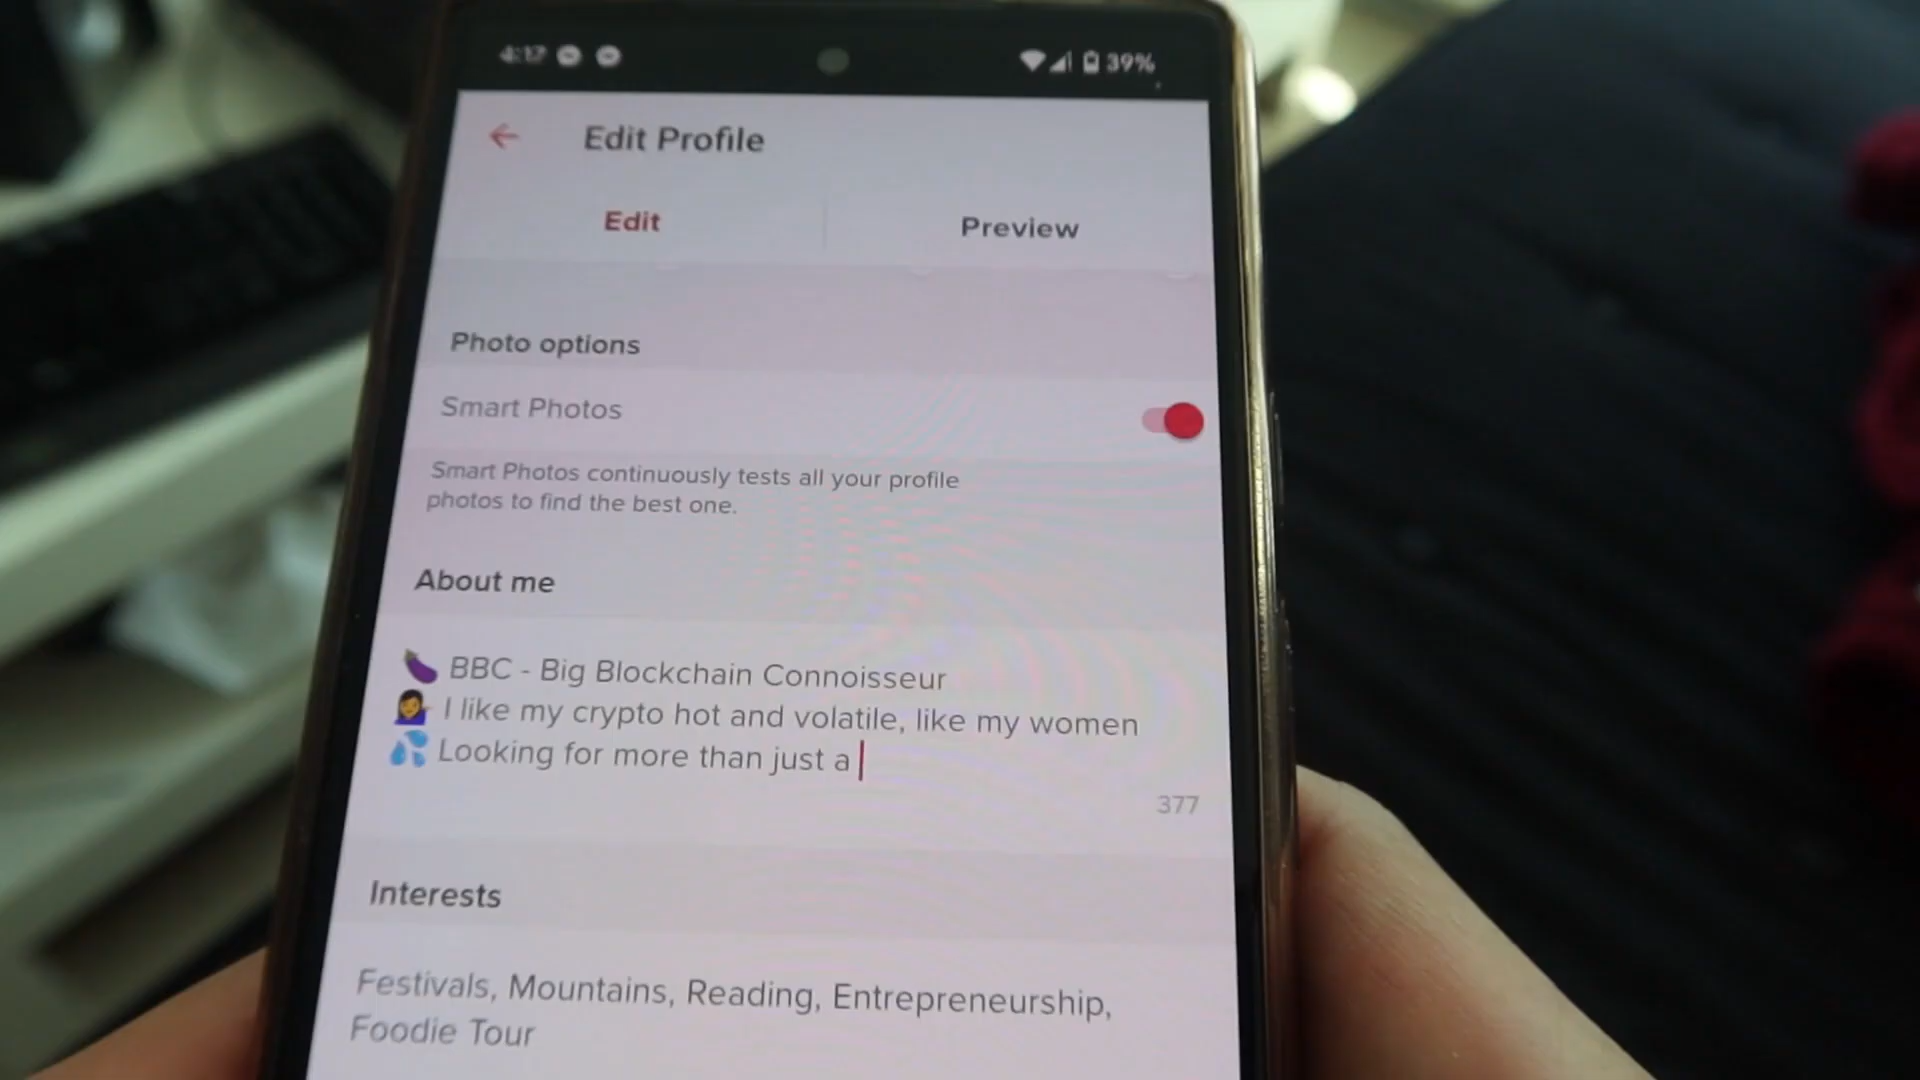 4:17 39%
Edit Profile
Edit Preview
Photo options
Smart Photos
Smart Photos continuously tests all your profile
photos to find the best one.
About me
🍆 BBC - Big Blockchain Connoisseur
💁 I like my crypto hot and volatile, like my women
💦 Looking for more than just a
377
Interests
Festivals, Mountains, Reading, Entrepreneurship,
Foodie Tour